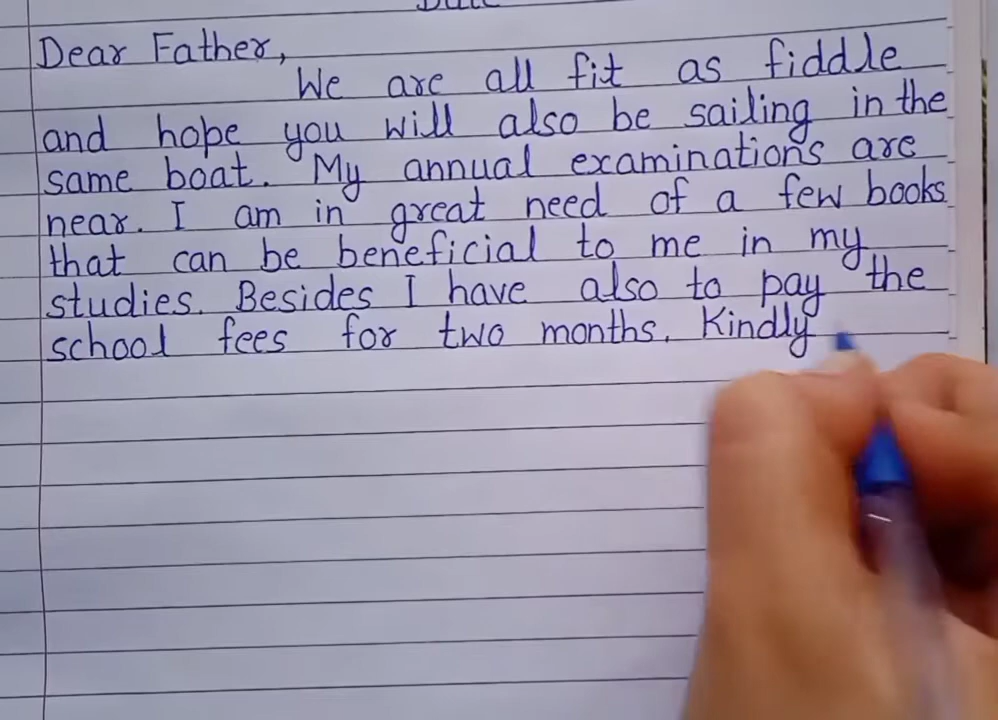 Date
Dear Father,
We are all fit as fiddle
and hope you will also be sailing in the
same boat. My annual examinations are
near. I am in great need of a few books
that can be beneficial to me in my
studies. Besides I have also to pay the
school fees for two months. Kindly